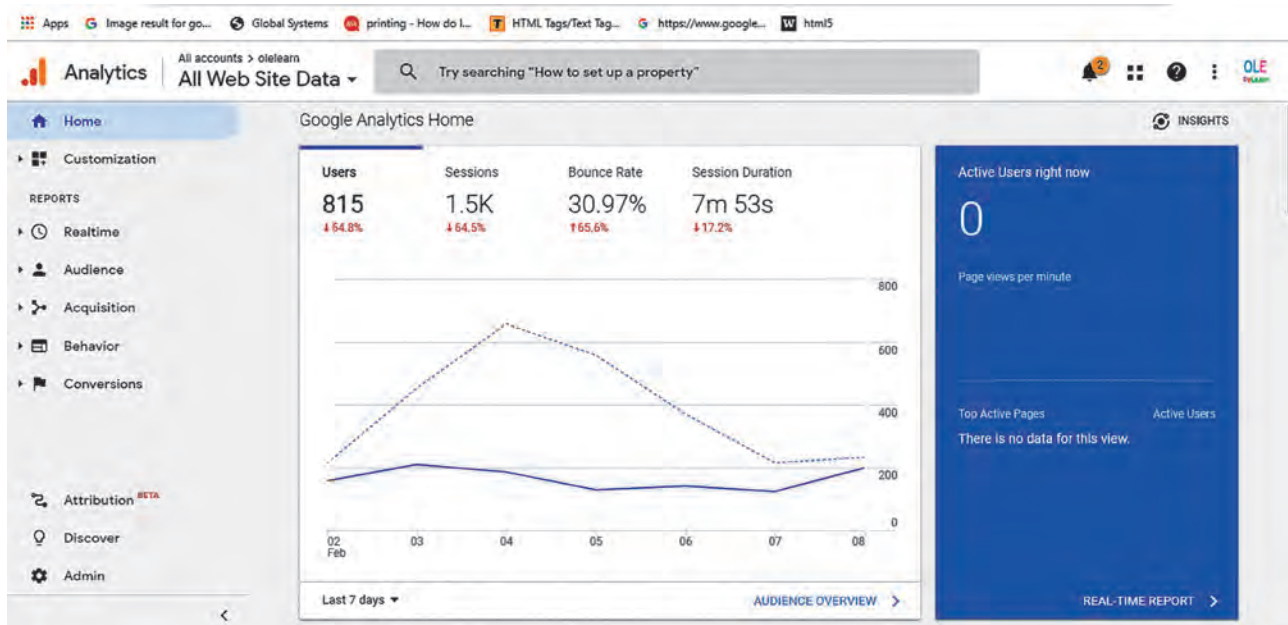 Apps Image result for go... Global Systems printing - How do I... HTML Tags/Text Tag... https://www.google... html5
Analytics
All accounts > olelearn
All Web Site Data
Try searching "How to set up a property"
2
OLE
Home
Customization
REPORTS
Realtime
Audience
Acquisition
Behavior
Conversions
Attribution BETA
Discover
Admin
Google Analytics Home
INSIGHTS
Users Sessions Bounce Rate Session Duration
815 1.5K 30.97% 7m 53s
↓64.8% ↓64.5% ↑65.6% ↓17.2%
800
600
400
200
0
02 03 04 05 06 07 08
Feb
Last 7 days
AUDIENCE OVERVIEW >
Active Users right now
0
Page views per minute
Top Active Pages Active Users
There is no data for this view.
REAL-TIME REPORT >